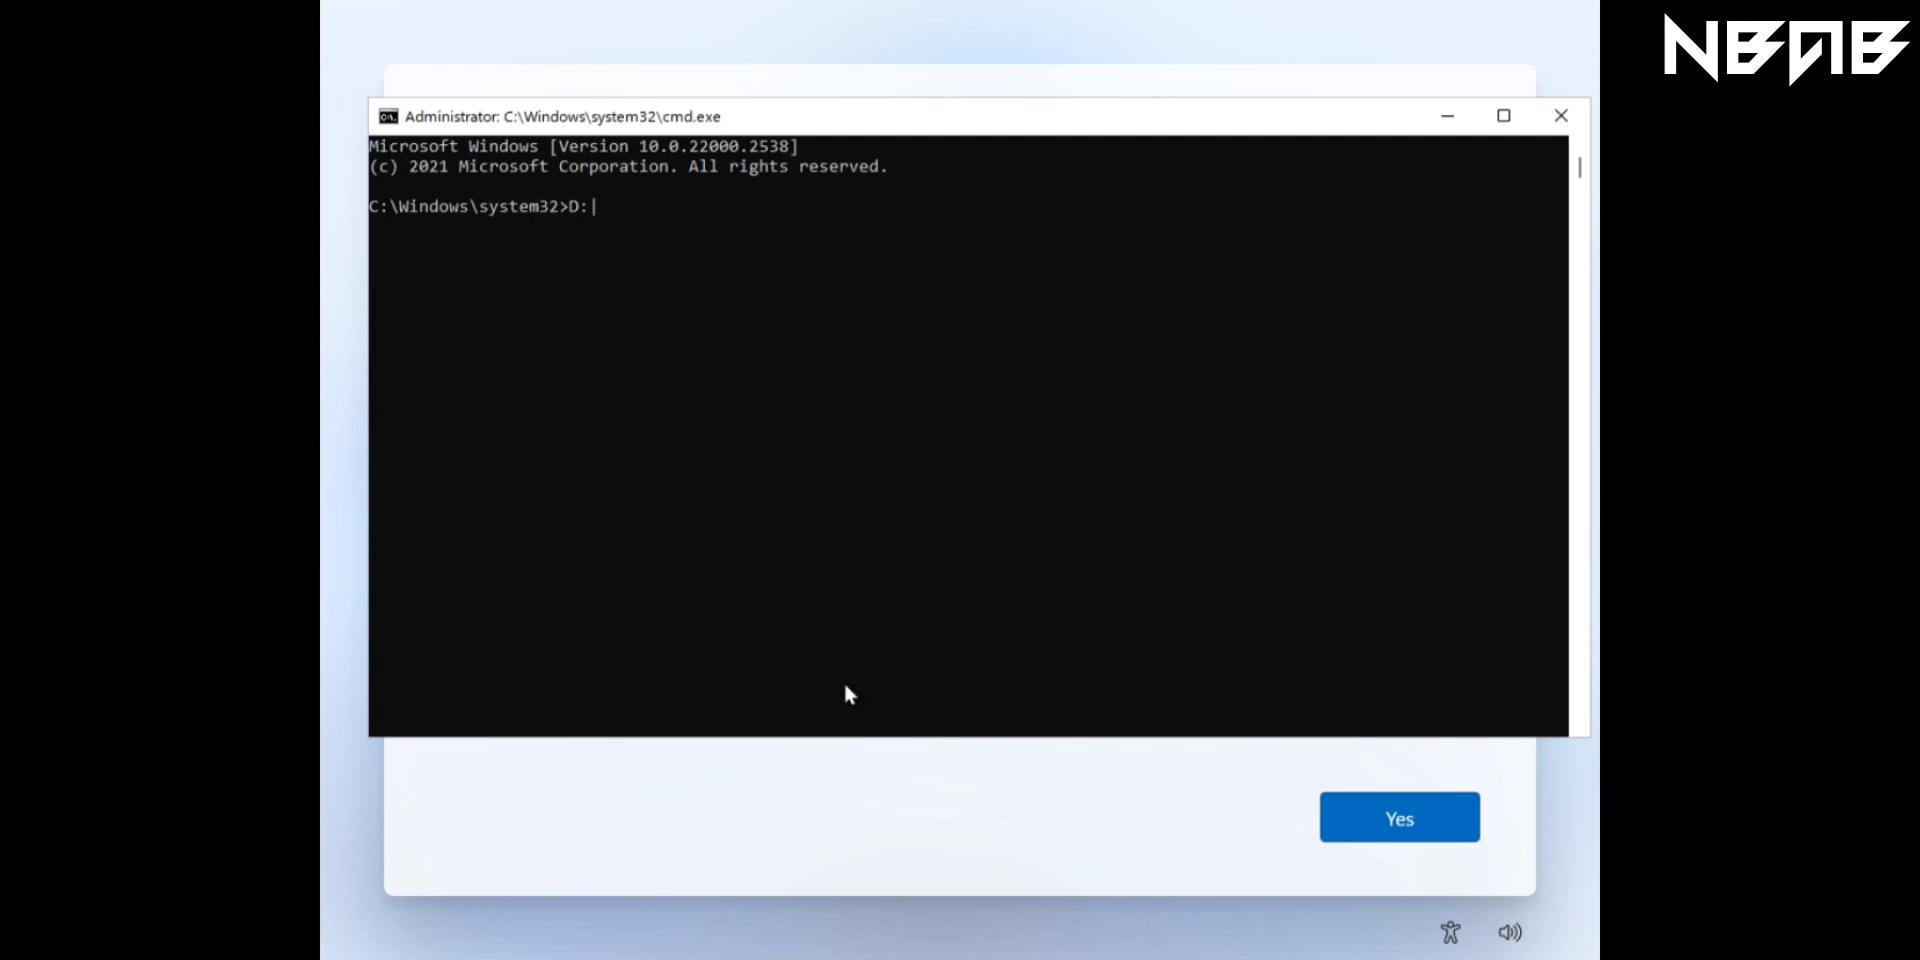 NBAB
Administrator: C:\Windows\system32\cmd.exe
Microsoft Windows [Version 10.0.22000.2538]
(c) 2021 Microsoft Corporation. All rights reserved.
C:\Windows\system32>D:
Yes